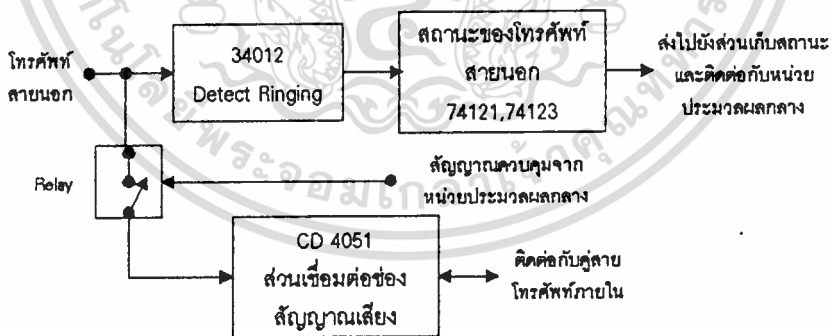 โทรศัพท์
สายนอก
34012
Detect Ringing
สถานะของโทรศัพท์
สายนอก
74121,74123
ส่งไปยังส่วนเก็บสถานะ
และติดต่อกับหน่วย
ประมวลผลกลาง
Relay
สัญญาณควบคุมจาก
หน่วยประมวลผลกลาง
CD 4051
ส่วนเชื่อมต่อช่อง
สัญญาณเสียง
ติดต่อกับคู่สาย
โทรศัพท์ภายใน